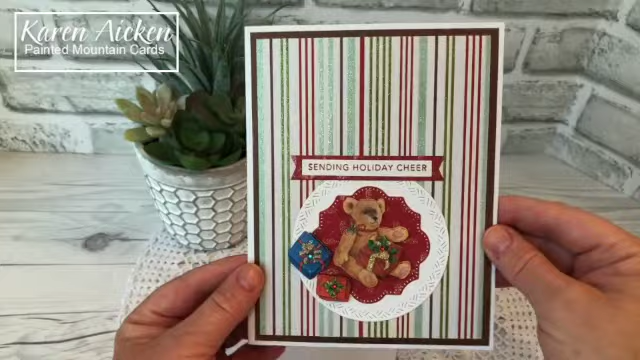 Karen Aicken
Painted Mountain Cards
SENDING HOLIDAY CHEER